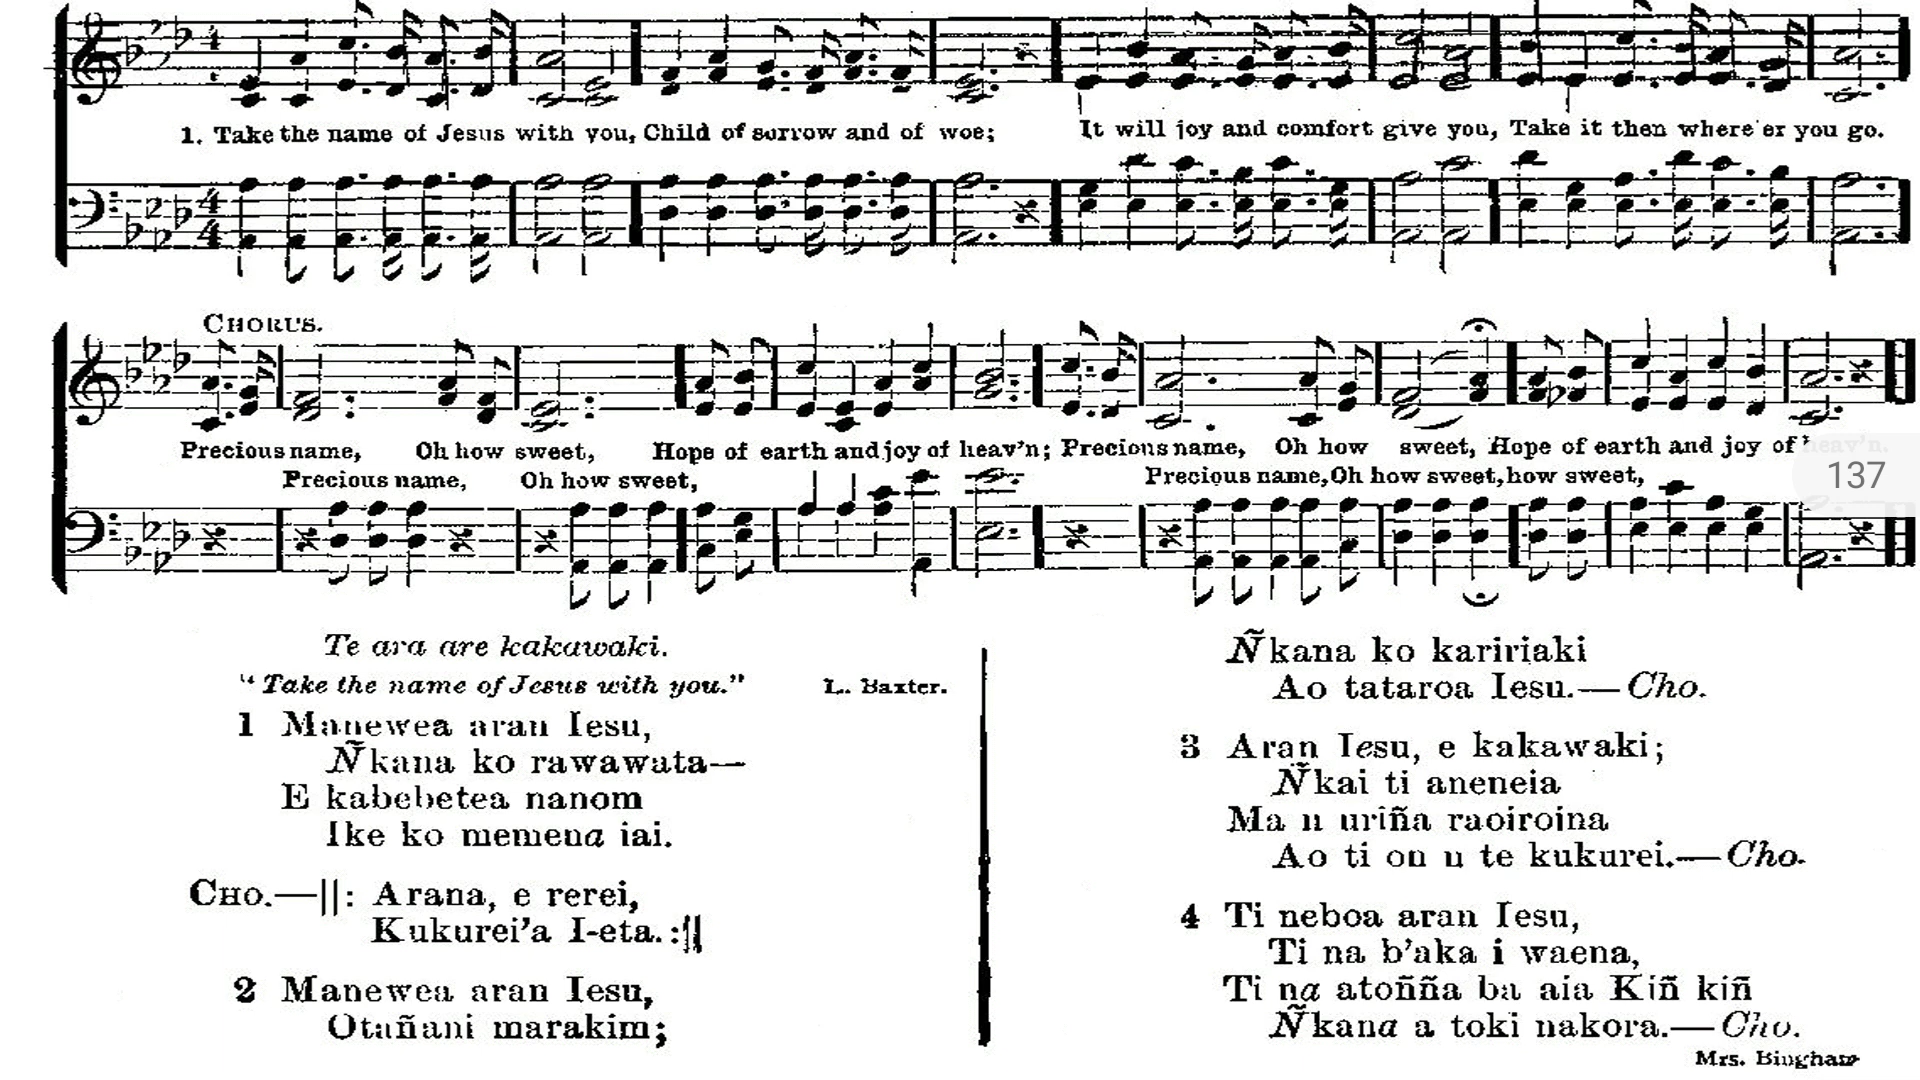 1. Take the name of Jesus with you, Child of sorrow and of woe; It will joy and comfort give you, Take it then where'er you go.
CHORUS.
Precious name, Oh how sweet, Hope of earth and joy of heav'n; Precious name, Oh how sweet, Hope of earth and joy of heav'n.
Precious name, Oh how sweet, Precious name, Oh how sweet, how sweet,
137
Te ara are kakawaki.
"Take the name of Jesus with you." L. Baxter.
1 Manewea aran Iesu,
Ñkana ko rawawata—
E kabebetea nanom
Ike ko memena iai.
CHO.—||: Arana, e rerei,
Kukurei'a I-eta.:||
2 Manewea aran Iesu,
Otañani marakim;
Ñkana ko kaririaki
Ao tataroa Iesu.—Cho.
3 Aran Iesu, e kakawaki;
Ñkai ti aneneia
Ma n uriña raoiroina
Ao ti on n te kukurei.—Cho.
4 Ti neboa aran Iesu,
Ti na b'aka i waena,
Ti na atoñña ba aia Kiñ kiñ
Ñkana a toki nakora.—Cho.
Mrs. Bingham